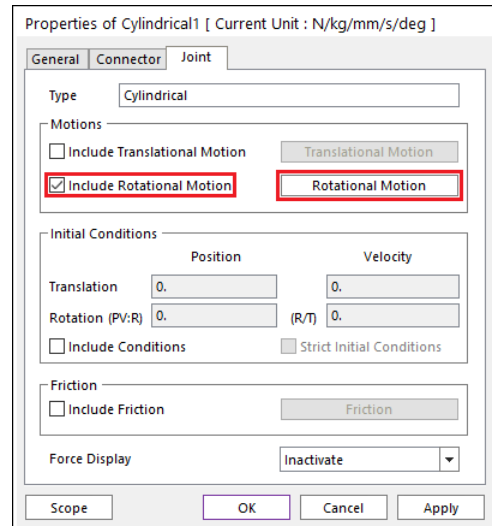 Properties of Cylindrical1 [ Current Unit : N/kg/mm/s/deg ]
General Connector Joint
Type Cylindrical
Motions
Include Translational Motion Translational Motion
Include Rotational Motion Rotational Motion
Initial Conditions
Position Velocity
Translation 0. 0.
Rotation (PV:R) 0. (R/T) 0.
Include Conditions Strict Initial Conditions
Friction
Include Friction Friction
Force Display Inactivate
Scope OK Cancel Apply